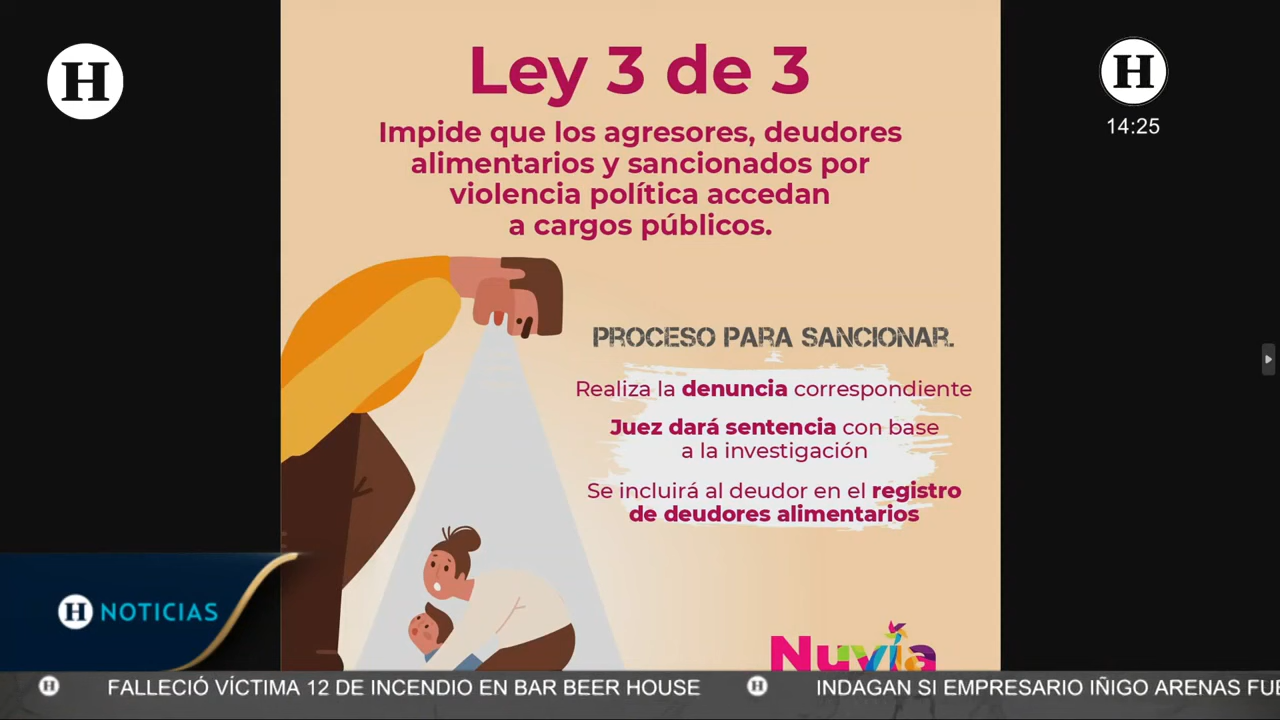 H
H
14:25
Ley 3 de 3
Impide que los agresores, deudores
alimentarios y sancionados por
violencia política accedan
a cargos públicos.
PROCESO PARA SANCIONAR.
Realiza la denuncia correspondiente
Juez dará sentencia con base
a la investigación
Se incluirá al deudor en el registro
de deudores alimentarios
Nuvia
H NOTICIAS
H FALLECIÓ VÍCTIMA 12 DE INCENDIO EN BAR BEER HOUSE H INDAGAN SI EMPRESARIO IÑIGO ARENAS